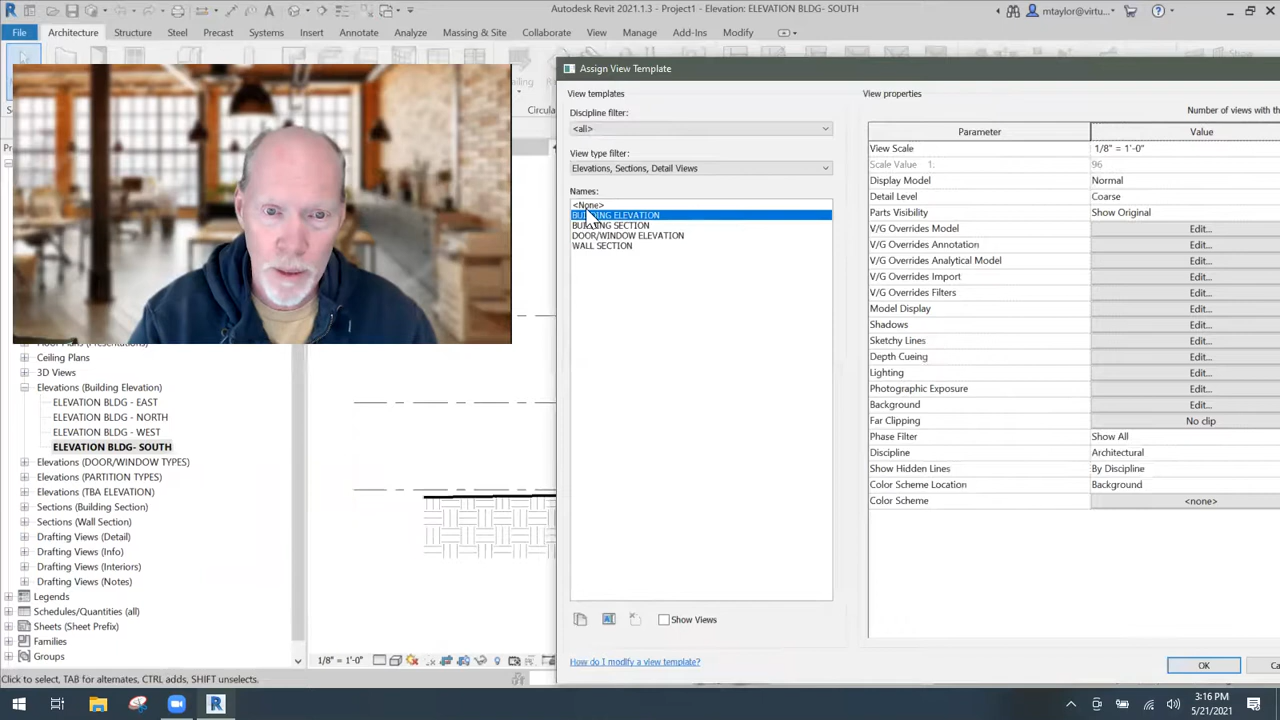 Autodesk Revit 2021.1.3 - Project1 - Elevation: ELEVATION BLDG- SOUTH
mtaylor@virtu...
File Architecture Structure Steel Precast Systems Insert Annotate Analyze Massing & Site Collaborate View Manage Add-Ins Modify
Assign View Template
View templates
Discipline filter:
<all>
View type filter:
Elevations, Sections, Detail Views
Names:
<None>
BUILDING ELEVATION
BUILDING SECTION
DOOR/WINDOW ELEVATION
WALL SECTION
Show Views
How do I modify a view template?
View properties
Number of views with th
Parameter Value
View Scale 1/8" = 1'-0"
Scale Value 1: 96
Display Model Normal
Detail Level Coarse
Parts Visibility Show Original
V/G Overrides Model Edit...
V/G Overrides Annotation Edit...
V/G Overrides Analytical Model Edit...
V/G Overrides Import Edit...
V/G Overrides Filters Edit...
Model Display Edit...
Shadows Edit...
Sketchy Lines Edit...
Depth Cueing Edit...
Lighting Edit...
Photographic Exposure Edit...
Background Edit...
Far Clipping No clip
Phase Filter Show All
Discipline Architectural
Show Hidden Lines By Discipline
Color Scheme Location Background
Color Scheme <none>
OK Ca
Circula
Floor Plans (Presentations)
Ceiling Plans
3D Views
Elevations (Building Elevation)
ELEVATION BLDG - EAST
ELEVATION BLDG - NORTH
ELEVATION BLDG - WEST
ELEVATION BLDG- SOUTH
Elevations (DOOR/WINDOW TYPES)
Elevations (PARTITION TYPES)
Elevations (TBA ELEVATION)
Sections (Building Section)
Sections (Wall Section)
Drafting Views (Detail)
Drafting Views (Info)
Drafting Views (Interiors)
Drafting Views (Notes)
Legends
Schedules/Quantities (all)
Sheets (Sheet Prefix)
Families
Groups
1/8" = 1'-0"
Click to select, TAB for alternates, CTRL adds, SHIFT unselects.
3:16 PM
5/21/2021